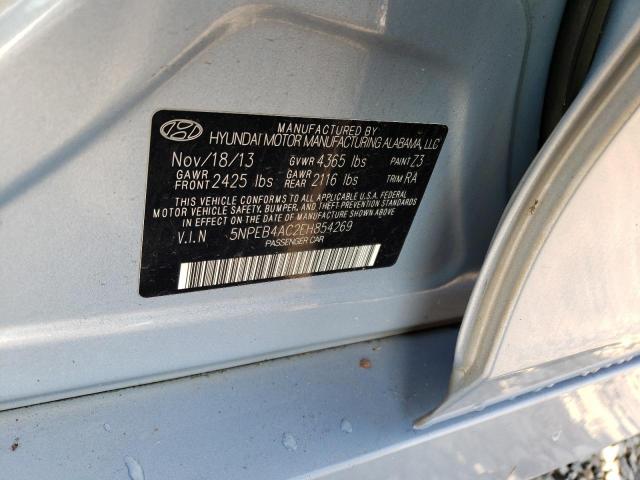 MANUFACTURED BY
HYUNDAI MOTOR MANUFACTURING ALABAMA, LLC
Nov/18/13 GVWR 4365 lbs PAINT Z3
GAWR FRONT 2425 lbs GAWR REAR 2116 lbs TRIM RA
THIS VEHICLE CONFORMS TO ALL APPLICABLE U.S.A. FEDERAL
MOTOR VEHICLE SAFETY, BUMPER, AND THEFT PREVENTION STANDARDS
IN EFFECT ON THE DATE OF MANUFACTURE SHOWN ABOVE.
V.I.N 5NPEB4AC2EH854269
PASSENGER CAR